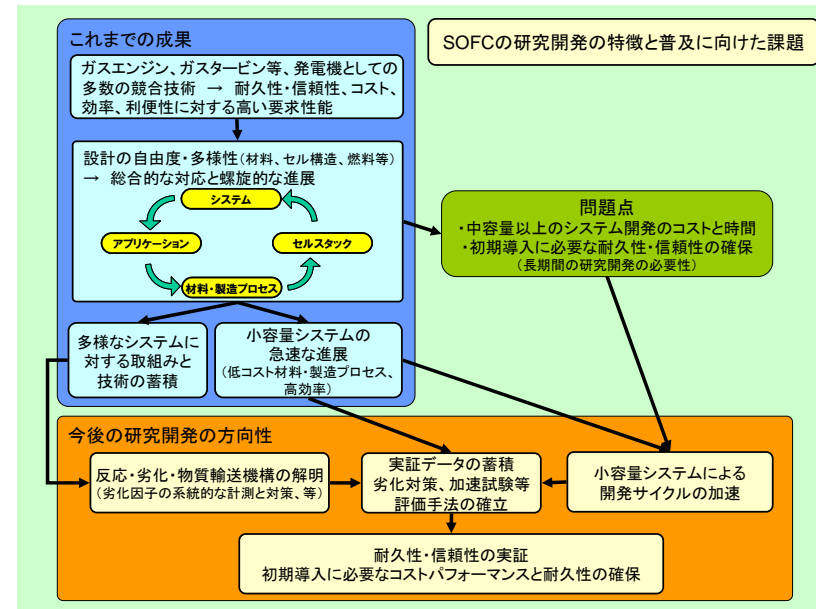 これまでの成果
SOFCの研究開発の特徴と普及に向けた課題
ガスエンジン、ガスタービン等、発電機としての
多数の競合技術 → 耐久性・信頼性、コスト、
効率、利便性に対する高い要求性能
設計の自由度・多様性(材料、セル構造、燃料等)
→ 総合的な対応と螺旋的な進展
システム
アプリケーション
セルスタック
材料・製造プロセス
問題点
・中容量以上のシステム開発のコストと時間
・初期導入に必要な耐久性・信頼性の確保
(長期間の研究開発の必要性)
多様なシステムに
対する取組みと
技術の蓄積
小容量システムの
急速な進展
(低コスト材料・製造プロセス、
高効率)
今後の研究開発の方向性
反応・劣化・物質輸送機構の解明
(劣化因子の系統的な計測と対策、等)
実証データの蓄積
劣化対策、加速試験等
評価手法の確立
小容量システムによる
開発サイクルの加速
耐久性・信頼性の実証
初期導入に必要なコストパフォーマンスと耐久性の確保